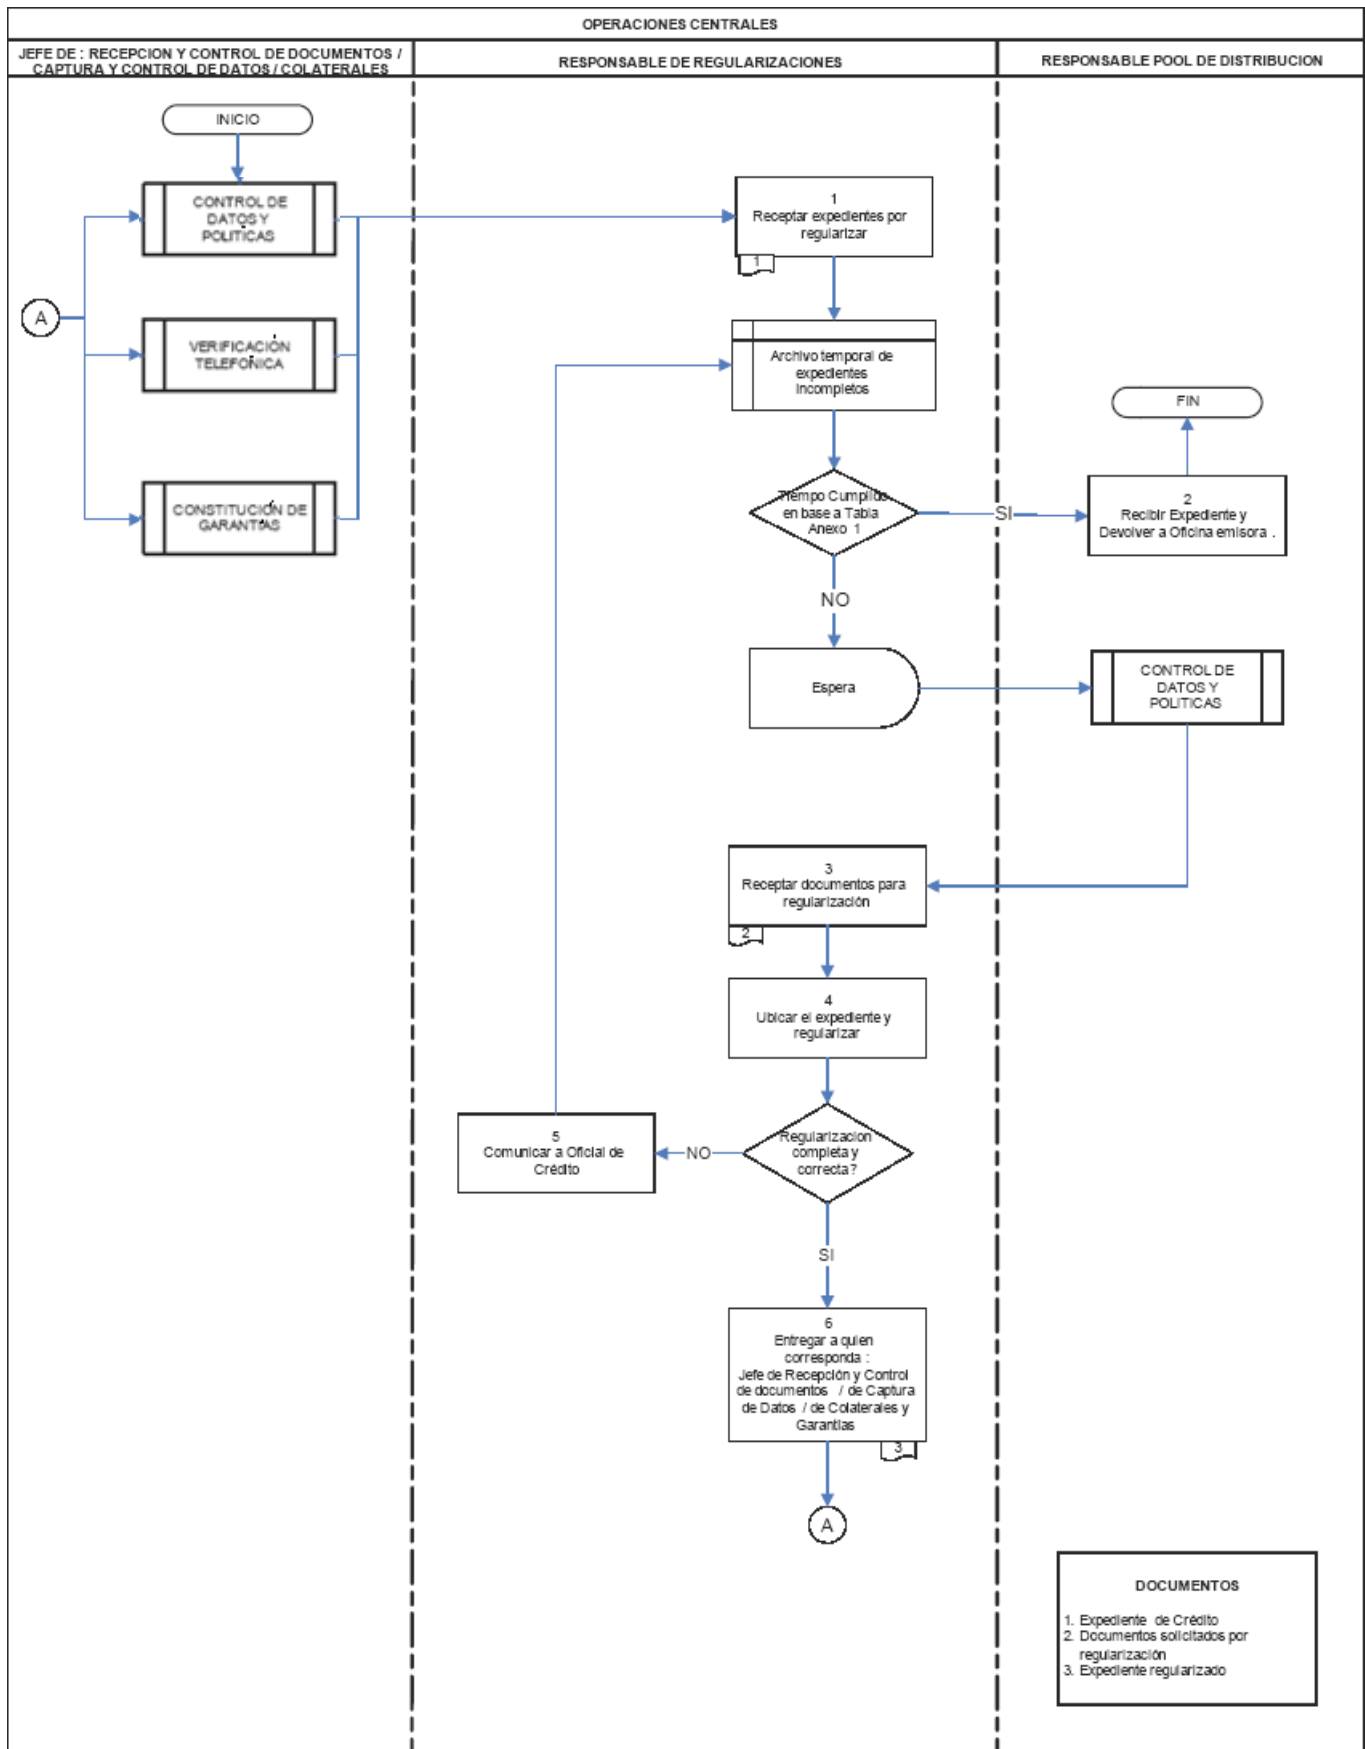 OPERACIONES CENTRALES
JEFE DE : RECEPCION Y CONTROL DE DOCUMENTOS /
CAPTURA Y CONTROL DE DATOS / COLATERALES
RESPONSABLE DE REGULARIZACIONES
RESPONSABLE POOL DE DISTRIBUCION
INICIO
CONTROL DE
DATOS Y
POLITICAS
A
VERIFICACIÓN
TELEFONICA
CONSTITUCIÓN DE
GARANTÍAS
1
Receptar expedientes por
regularizar
1
Archivo temporal de
expedientes
Incompletos
Tiempo Cumplido
en base a Tabla
Anexo 1
SI
NO
FIN
2
Recibir Expediente y
Devolver a Oficina emisora .
Espera
CONTROL DE
DATOS Y
POLITICAS
3
Receptar documentos para
regularización
2
4
Ubicar el expediente y
regularizar
Regularizacion
completa y
correcta?
NO
5
Comunicar a Oficial de
Crédito
SI
6
Entregar a quien
corresponda :
Jefe de Recepción y Control
de documentos / de Captura
de Datos / de Colaterales y
Garantías
3
A
DOCUMENTOS
1. Expediente de Crédito
2. Documentos solicitados por
regularización
3. Expediente regularizado